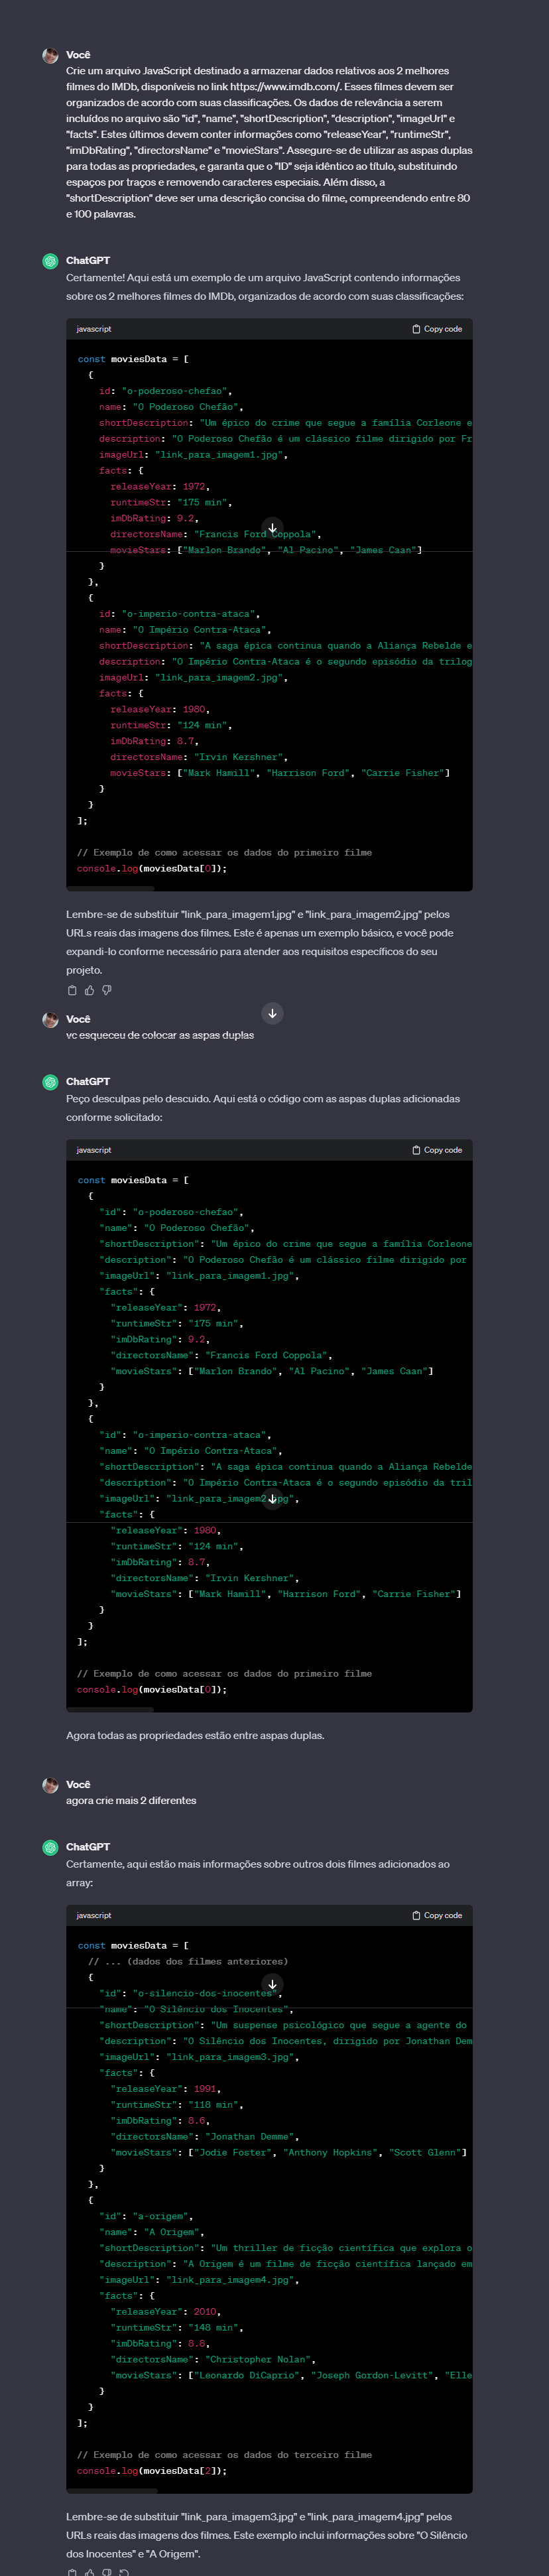 Você
Crie um arquivo JavaScript destinado a armazenar dados relativos aos 2 melhores
filmes do IMDb, disponíveis no link https://www.imdb.com/. Esses filmes devem ser
organizados de acordo com suas classificações. Os dados de relevância a serem
incluídos no arquivo são "id", "name", "shortDescription", "description", "imageUrl" e
"facts". Estes últimos devem conter informações como "releaseYear", "runtimeStr",
"imDbRating", "directorsName" e "movieStars". Assegure-se de utilizar as aspas duplas
para todas as propriedades, e garanta que o "ID" seja idêntico ao título, substituindo
espaços por traços e removendo caracteres especiais. Além disso, a
"shortDescription" deve ser uma descrição concisa do filme, compreendendo entre 80
e 100 palavras.
ChatGPT
Certamente! Aqui está um exemplo de um arquivo JavaScript contendo informações
sobre os 2 melhores filmes do IMDb, organizados de acordo com suas classificações:
javascript Copy code
const moviesData = [
{
id: "o-poderoso-chefao",
name: "O Poderoso Chefão",
shortDescription: "Um épico do crime que segue a família Corleone e
description: "O Poderoso Chefão é um clássico filme dirigido por Fr
imageUrl: "link_para_imagem1.jpg",
facts: {
releaseYear: 1972,
runtimeStr: "175 min",
imDbRating: 9.2,
directorsName: "Francis Ford Coppola",
movieStars: ["Marlon Brando", "Al Pacino", "James Caan"]
}
},
{
id: "o-imperio-contra-ataca",
name: "O Império Contra-Ataca",
shortDescription: "A saga épica continua quando a Aliança Rebelde e
description: "O Império Contra-Ataca é o segundo episódio da trilog
imageUrl: "link_para_imagem2.jpg",
facts: {
releaseYear: 1980,
runtimeStr: "124 min",
imDbRating: 8.7,
directorsName: "Irvin Kershner",
movieStars: ["Mark Hamill", "Harrison Ford", "Carrie Fisher"]
}
}
];
// Exemplo de como acessar os dados do primeiro filme
console.log(moviesData[0]);
Lembre-se de substituir "link_para_imagem1.jpg" e "link_para_imagem2.jpg" pelos
URLs reais das imagens dos filmes. Este é apenas um exemplo básico, e você pode
expandi-lo conforme necessário para atender aos requisitos específicos do seu
projeto.
Você
vc esqueceu de colocar as aspas duplas
ChatGPT
Peço desculpas pelo descuido. Aqui está o código com as aspas duplas adicionadas
conforme solicitado:
javascript Copy code
const moviesData = [
{
"id": "o-poderoso-chefao",
"name": "O Poderoso Chefão",
"shortDescription": "Um épico do crime que segue a família Corleone
"description": "O Poderoso Chefão é um clássico filme dirigido por
"imageUrl": "link_para_imagem1.jpg",
"facts": {
"releaseYear": 1972,
"runtimeStr": "175 min",
"imDbRating": 9.2,
"directorsName": "Francis Ford Coppola",
"movieStars": ["Marlon Brando", "Al Pacino", "James Caan"]
}
},
{
"id": "o-imperio-contra-ataca",
"name": "O Império Contra-Ataca",
"shortDescription": "A saga épica continua quando a Aliança Rebelde
"description": "O Império Contra-Ataca é o segundo episódio da tril
"imageUrl": "link_para_imagem2.jpg",
"facts": {
"releaseYear": 1980,
"runtimeStr": "124 min",
"imDbRating": 8.7,
"directorsName": "Irvin Kershner",
"movieStars": ["Mark Hamill", "Harrison Ford", "Carrie Fisher"]
}
}
];
// Exemplo de como acessar os dados do primeiro filme
console.log(moviesData[0]);
Agora todas as propriedades estão entre aspas duplas.
Você
agora crie mais 2 diferentes
ChatGPT
Certamente, aqui estão mais informações sobre outros dois filmes adicionados ao
array:
javascript Copy code
const moviesData = [
// ... (dados dos filmes anteriores)
{
"id": "o-silencio-dos-inocentes",
"name": "O Silêncio dos Inocentes",
"shortDescription": "Um suspense psicológico que segue a agente do
"description": "O Silêncio dos Inocentes, dirigido por Jonathan Dem
"imageUrl": "link_para_imagem3.jpg",
"facts": {
"releaseYear": 1991,
"runtimeStr": "118 min",
"imDbRating": 8.6,
"directorsName": "Jonathan Demme",
"movieStars": ["Jodie Foster", "Anthony Hopkins", "Scott Glenn"]
}
},
{
"id": "a-origem",
"name": "A Origem",
"shortDescription": "Um thriller de ficção científica que explora o
"description": "A Origem é um filme de ficção científica lançado em
"imageUrl": "link_para_imagem4.jpg",
"facts": {
"releaseYear": 2010,
"runtimeStr": "148 min",
"imDbRating": 8.8,
"directorsName": "Christopher Nolan",
"movieStars": ["Leonardo DiCaprio", "Joseph Gordon-Levitt", "Elle
}
}
];
// Exemplo de como acessar os dados do terceiro filme
console.log(moviesData[2]);
Lembre-se de substituir "link_para_imagem3.jpg" e "link_para_imagem4.jpg" pelos
URLs reais das imagens dos filmes. Este exemplo inclui informações sobre "O Silêncio
dos Inocentes" e "A Origem".